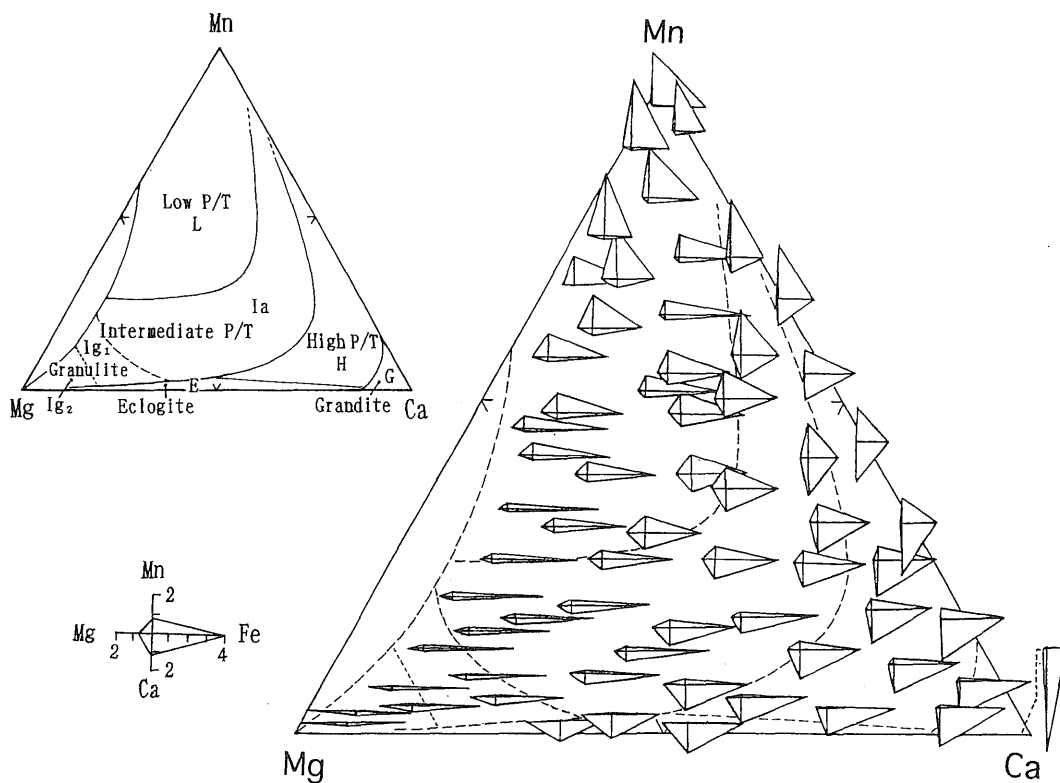 Mn
Low P/T
L
Ia
Intermediate P/T
Ig₁
High P/T
H
Granulite
G
E
Mg
Ca
Ig₂
Eclogite
Grandite
Mn
2
Mg
Fe
2
4
2
Ca
Mn
Mg
Ca